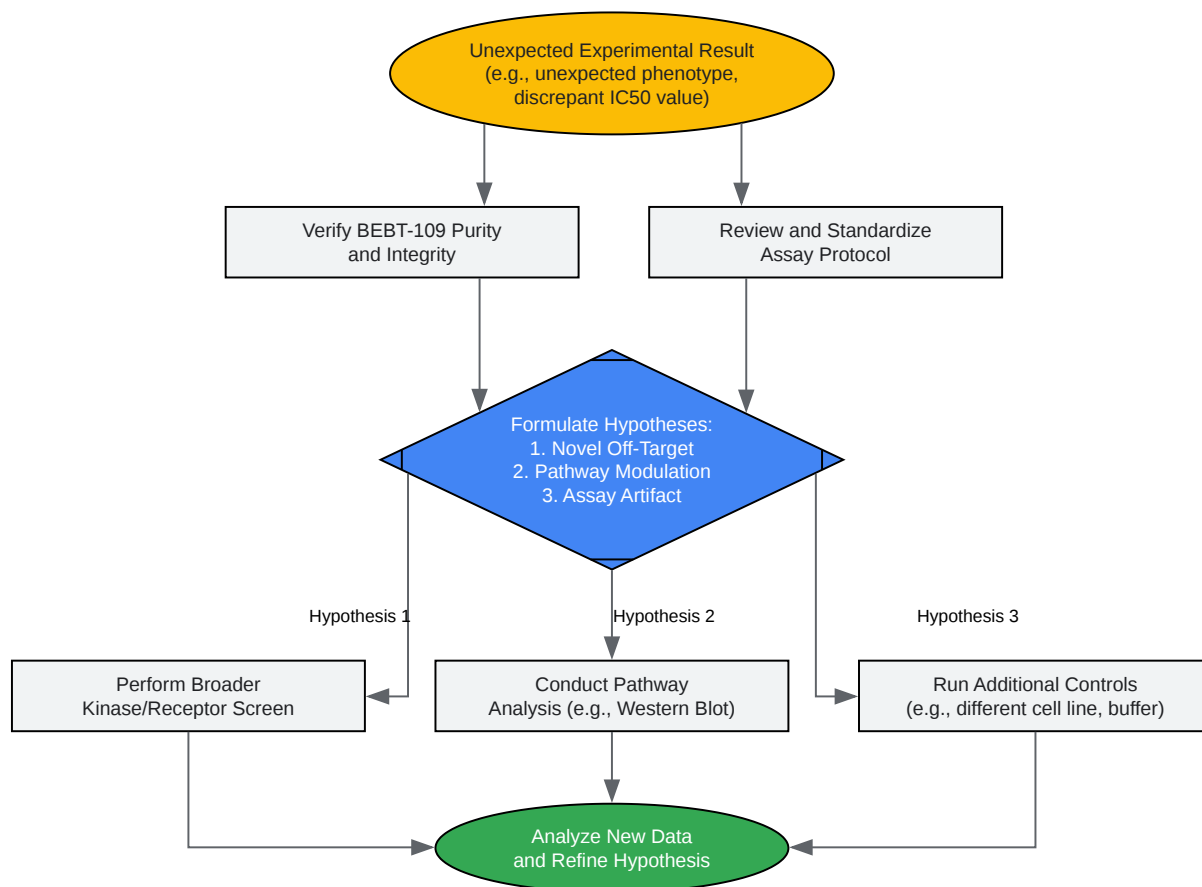 Unexpected Experimental Result
(e.g., unexpected phenotype,
discrepant IC50 value)
Verify BEBT-109 Purity
and Integrity
Review and Standardize
Assay Protocol
Formulate Hypotheses:
1. Novel Off-Target
2. Pathway Modulation
3. Assay Artifact
Hypothesis 1
Hypothesis 2
Hypothesis 3
Perform Broader
Kinase/Receptor Screen
Conduct Pathway
Analysis (e.g., Western Blot)
Run Additional Controls
(e.g., different cell line, buffer)
Analyze New Data
and Refine Hypothesis